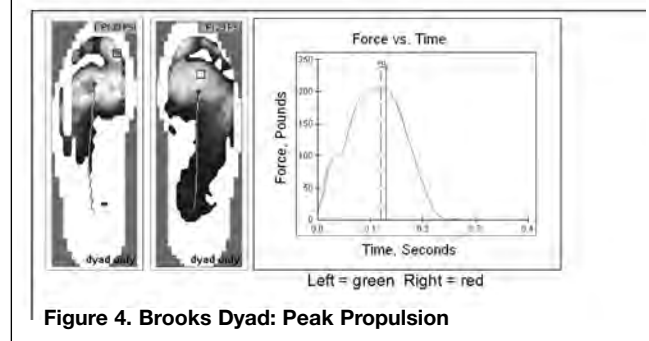 dyad only
dyad only
Force vs. Time
Force, Pounds
250
200
150
100
50
0
0.0 0.1 0.2 0.3 0.4
Time, Seconds
Left = green Right = red
Figure 4. Brooks Dyad: Peak Propulsion